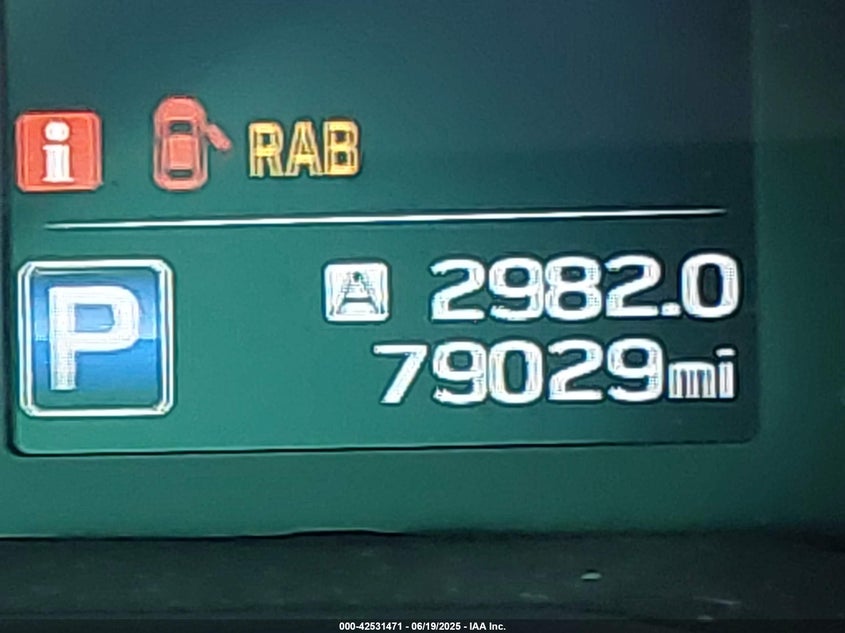 i RAB
P A 2982.0
79029mi
000-42531471 - 06/19/2025 - IAA Inc.